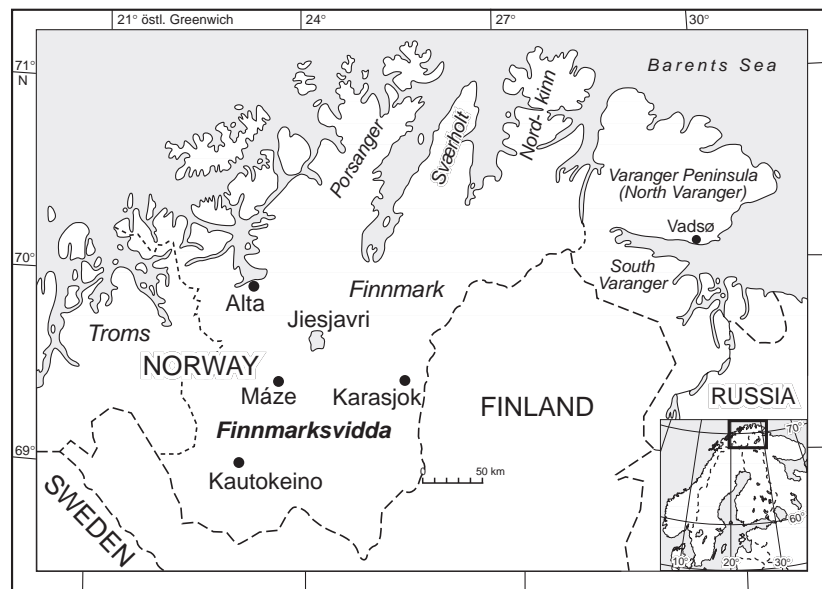 21° östl. Greenwich
24°
27°
30°
71°
N
Barents Sea
Nord-kinn
Sværholt
Porsanger
Varanger Peninsula
(North Varanger)
Vadsø
70°
South
Varanger
Finnmark
Alta
Jiesjavri
Troms
NORWAY
Máze
Karasjok
FINLAND
RUSSIA
Finnmarksvidda
69°
Kautokeino
0
50 km
SWEDEN
70°
60°
10°
20°
30°